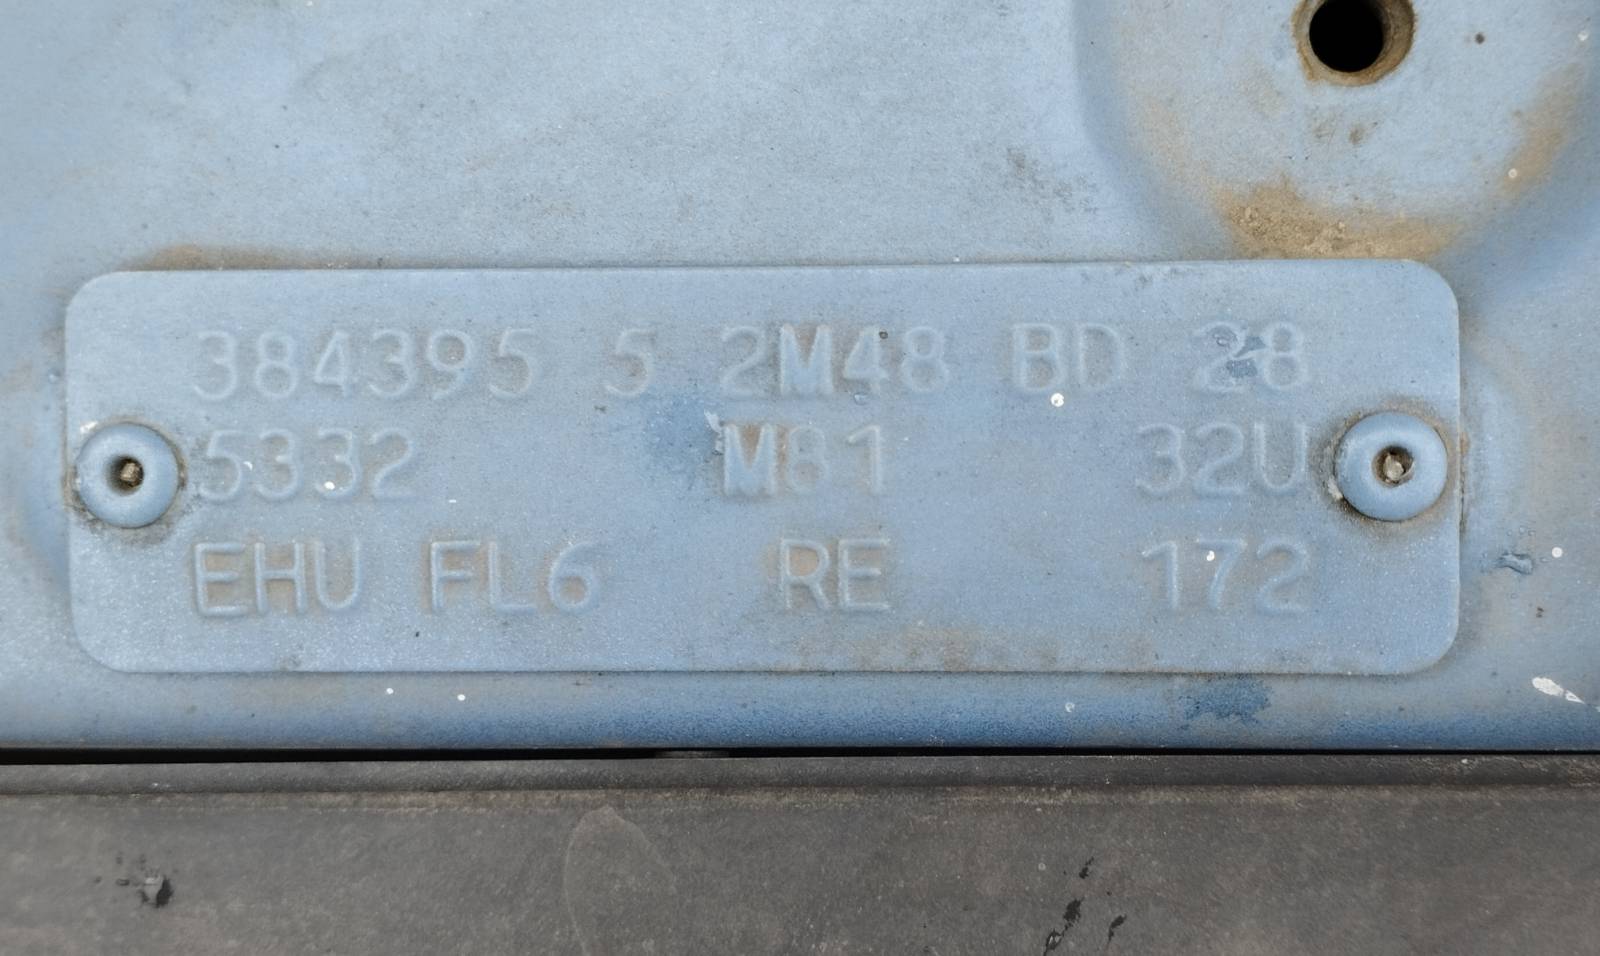 384395 5 2M48 BD 28
5332 M81 32U
EHU FL6 RE 172